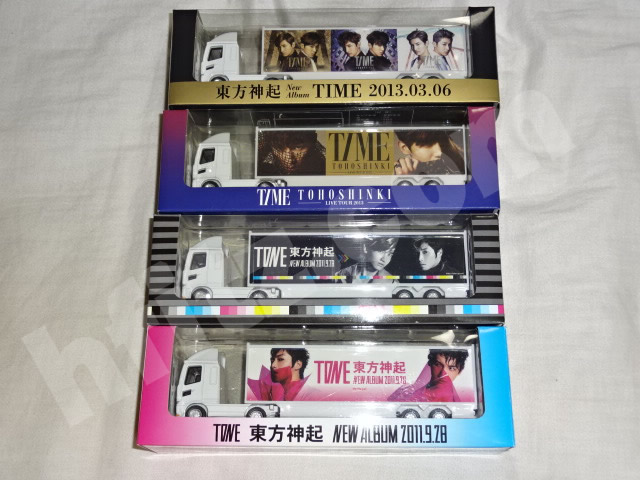 TIME TIME TIME
東方神起 New Album TIME 2013.03.06
TIME
TOHOSHINKI
TIME TOHOSHINKI
LIVE TOUR 2013
TONE 東方神起
NEW ALBUM 2011.9.28
TONE 東方神起
NEW ALBUM 2011.9.28
TONE 東方神起 NEW ALBUM 2011.9.28